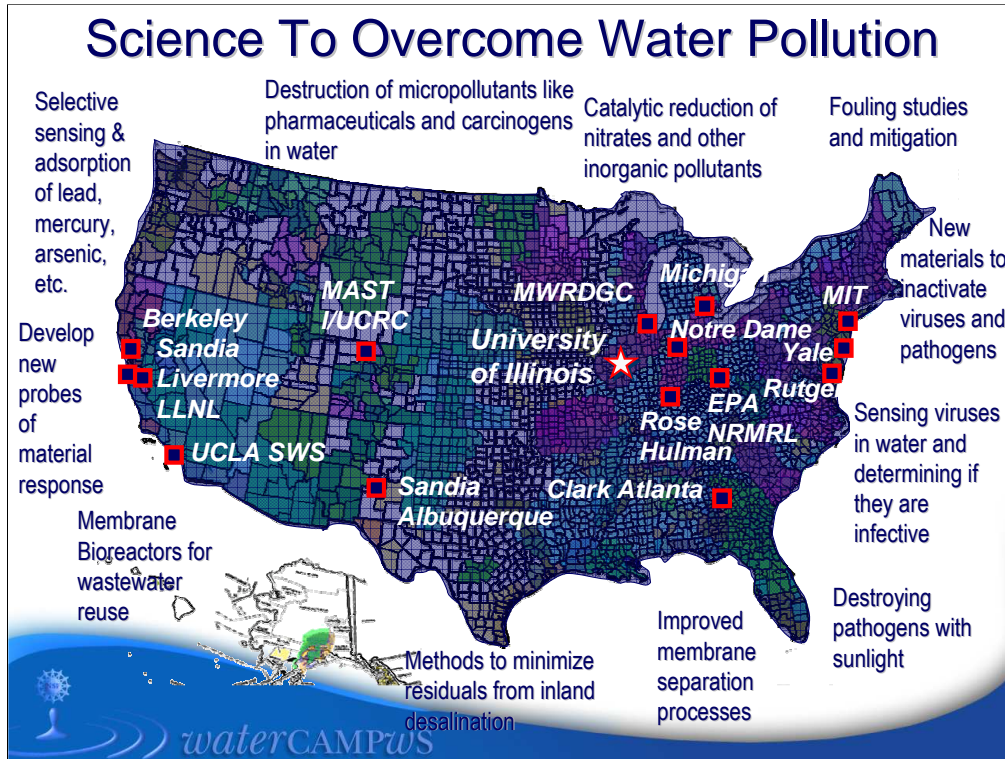 Science To Overcome Water Pollution
Selective
sensing &
adsorption
of lead,
mercury,
arsenic,
etc.
Destruction of micropollutants like
pharmaceuticals and carcinogens
in water
Catalytic reduction of
nitrates and other
inorganic pollutants
Fouling studies
and mitigation
New
materials to
inactivate
viruses and
pathogens
Develop
new
probes
of
material
response
Berkeley
Sandia
Livermore
LLNL
UCLA SWS
MAST
I/UCRC
Sandia
Albuquerque
MWRDGC
University
of Illinois
Michigan
Notre Dame
Rose
Hulman
EPA
NRMRL
Clark Atlanta
MIT
Yale
Rutge
Sensing viruses
in water and
determining if
they are
infective
Membrane
Bioreactors for
wastewater
reuse
Methods to minimize
residuals from inland
desalination
Improved
membrane
separation
processes
Destroying
pathogens with
sunlight
waterCAMPwS